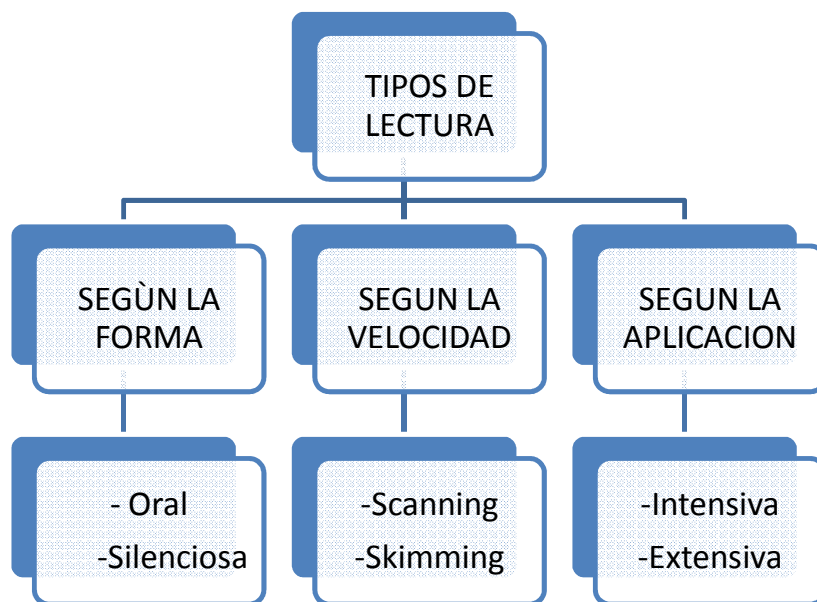 TIPOS DE
LECTURA
SEGÙN LA
FORMA
SEGUN LA
VELOCIDAD
SEGUN LA
APLICACION
- Oral
-Silenciosa
-Scanning
-Skimming
-Intensiva
-Extensiva